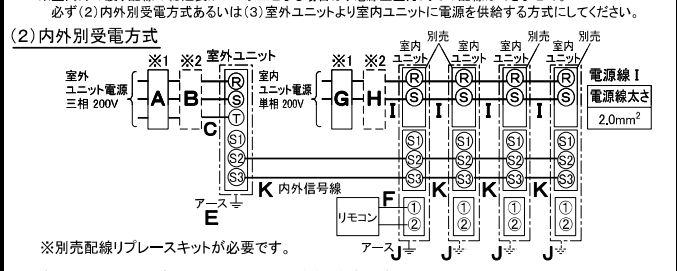 必ず(2)内外別受電方式あるいは(3)室外ユニットより室内ユニットに電源を供給する方式にしてください。
(2)内外別受電方式
別売 別売 別売
※1 ※2 室外ユニット ※1 ※2 室内ユニット 室内ユニット 室内ユニット 室内ユニット
室外
ユニット電源
三相 200V
A B C
R
S
T
S1
S2
S3
室内
ユニット電源
単相 200V
G H
R R R R
S S S S
I I I I
電源線 I
電源線太さ
2.0mm²
S1 S1 S1 S1
S2 S2 S2 S2
S3 S3 S3 S3
K 内外信号線 K K K
アース
E
リモコン
F
① ① ① ①
② ② ② ②
アース J J J J
※別売配線リプレースキットが必要です。